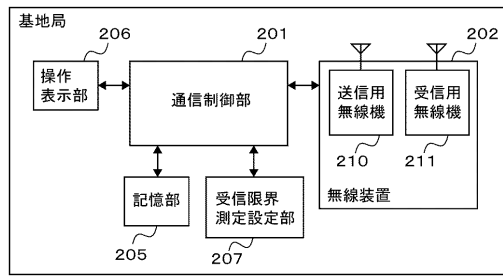 基地局
206
201
202
操作
表示部
通信制御部
送信用
無線機
受信用
無線機
210
211
記憶部
受信限界
測定設定部
無線装置
205
207